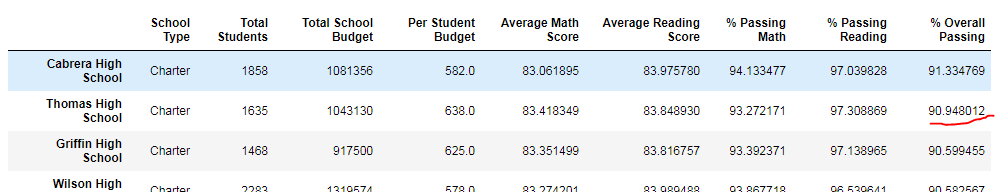 School Type Total Students Total School Budget Per Student Budget Average Math Score Average Reading Score % Passing Math % Passing Reading % Overall Passing
Cabrera High School Charter 1858 1081356 582.0 83.061895 83.975780 94.133477 97.039828 91.334769
Thomas High School Charter 1635 1043130 638.0 83.418349 83.848930 93.272171 97.308869 90.948012
Griffin High School Charter 1468 917500 625.0 83.351499 83.816757 93.392371 97.138965 90.599455
Wilson High Charter 2283 1319574 578.0 83.274201 83.989488 93.867718 96.539641 90.582567